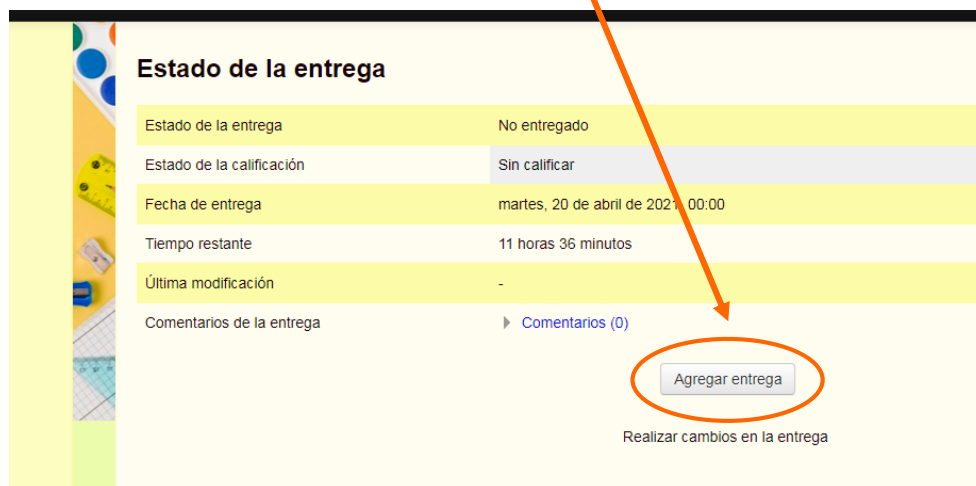 Estado de la entrega
Estado de la entrega No entregado
Estado de la calificación Sin calificar
Fecha de entrega martes, 20 de abril de 2021, 00:00
Tiempo restante 11 horas 36 minutos
Última modificación -
Comentarios de la entrega Comentarios (0)
Agregar entrega
Realizar cambios en la entrega